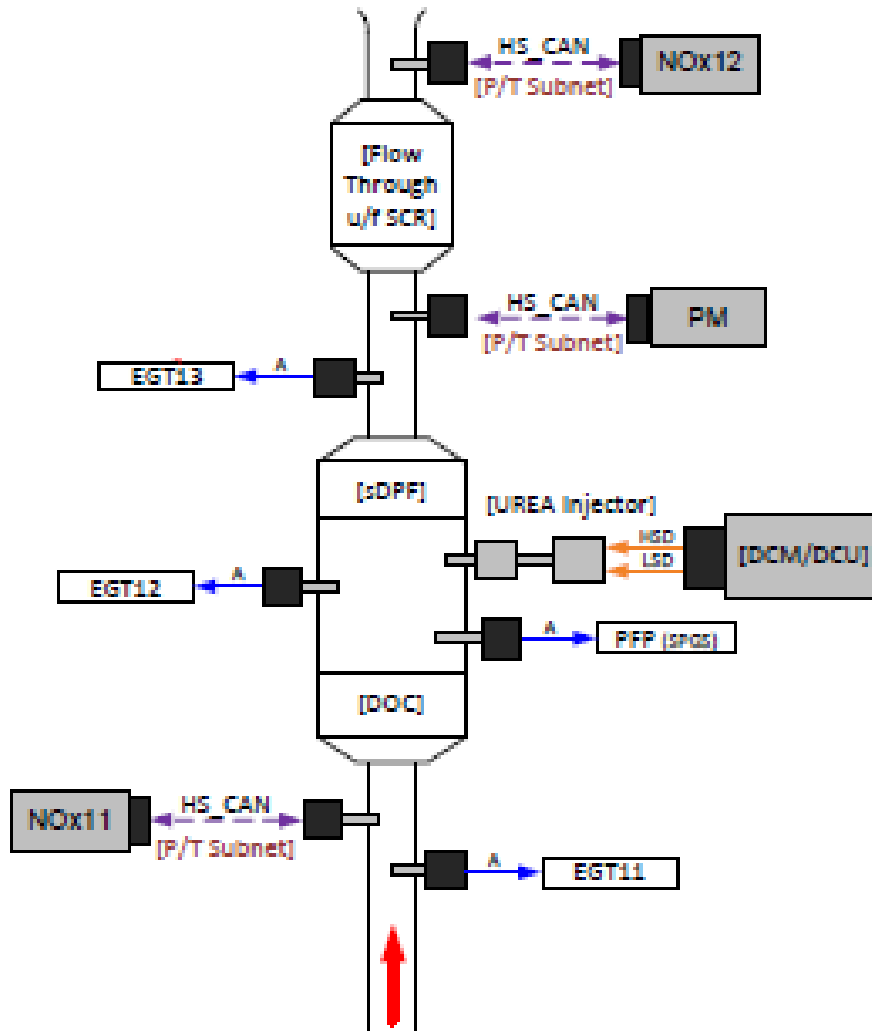 HS_CAN
NOx12
[P/T Subnet]
[Flow
Through
u/f SCR]
HS_CAN
PM
[P/T Subnet]
EGT13
A
[sDPF]
[UREA Injector]
HSD
LSD
[DCM/DCU]
EGT12
A
A
PFP (SPGS)
[DOC]
NOx11
HS_CAN
[P/T Subnet]
A
EGT11